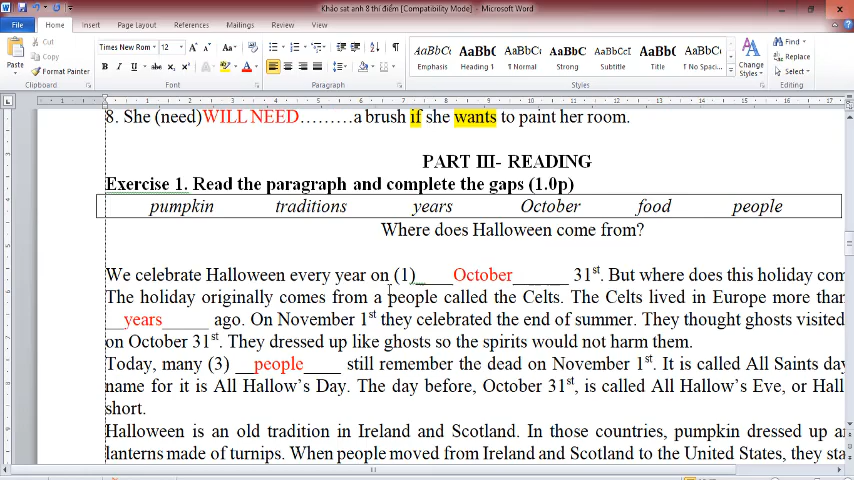 Khảo sat anh 8 thi điểm [Compatibility Mode] - Microsoft Word
File Home Insert Page Layout References Mailings Review View
Paste
Cut
Copy
Format Painter
Clipboard
Times New Rom 12
Font
Paragraph
AaBbCcL AaBbC AaBbCcDc AaBbC AaBbCcDc AaBbC AaBbCcDc
Emphasis Heading 1 ¶ Normal Strong Subtitle Title ¶ No Spaci...
Change Styles
Styles
Find
Replace
Select
Editing
8. She (need)WILL NEED………a brush if she wants to paint her room.
PART III- READING
Exercise 1. Read the paragraph and complete the gaps (1.0p)
pumpkin traditions years October food people
Where does Halloween come from?
We celebrate Halloween every year on (1)____October______ 31st. But where does this holiday com
The holiday originally comes from a people called the Celts. The Celts lived in Europe more than
__years_____ ago. On November 1st they celebrated the end of summer. They thought ghosts visited
on October 31st. They dressed up like ghosts so the spirits would not harm them.
Today, many (3) __people____ still remember the dead on November 1st. It is called All Saints day
name for it is All Hallow’s Day. The day before, October 31st, is called All Hallow’s Eve, or Hall
short.
Halloween is an old tradition in Ireland and Scotland. In those countries, pumpkin dressed up a
lanterns made of turnips. When people moved from Ireland and Scotland to the United States, they sta